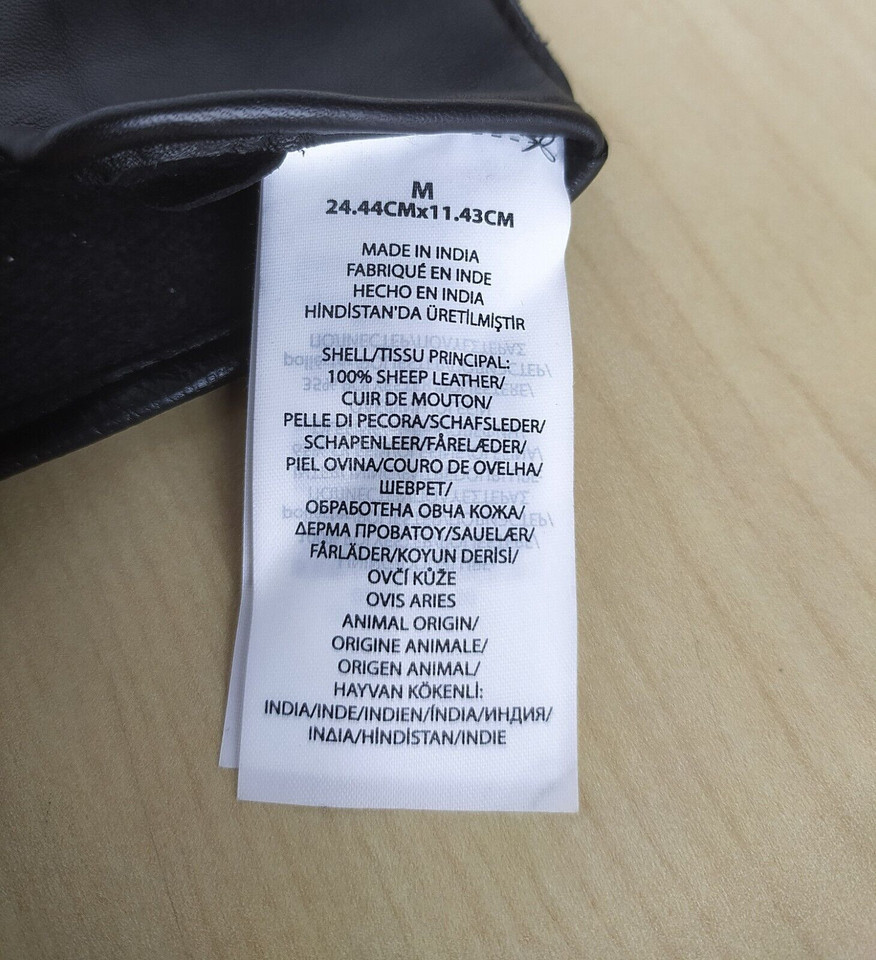 M
24.44CMx11.43CM
MADE IN INDIA
FABRIQUÉ EN INDE
HECHO EN INDIA
HİNDİSTAN'DA ÜRETİLMİŞTİR
SHELL/TISSU PRINCIPAL:
100% SHEEP LEATHER/
CUIR DE MOUTON/
PELLE DI PECORA/SCHAFSLEDER/
SCHAPENLEER/FÅRELÆDER/
PIEL OVINA/COURO DE OVELHA/
ШЕВРЕТ/
ОБРАБОТЕНА ОВЧА КОЖА/
ΔΕΡΜΑ ΠΡΟΒΑΤΟΥ/SAUELÆR/
FÅRLÄDER/KOYUN DERİSİ/
OVČÍ KŮŽE
OVIS ARIES
ANIMAL ORIGIN/
ORIGINE ANIMALE/
ORIGEN ANIMAL/
HAYVAN KÖKENLİ:
INDIA/INDE/INDIEN/ÍNDIA/ИНДИЯ/
ΙΝΔΙΑ/HİNDİSTAN/INDIE